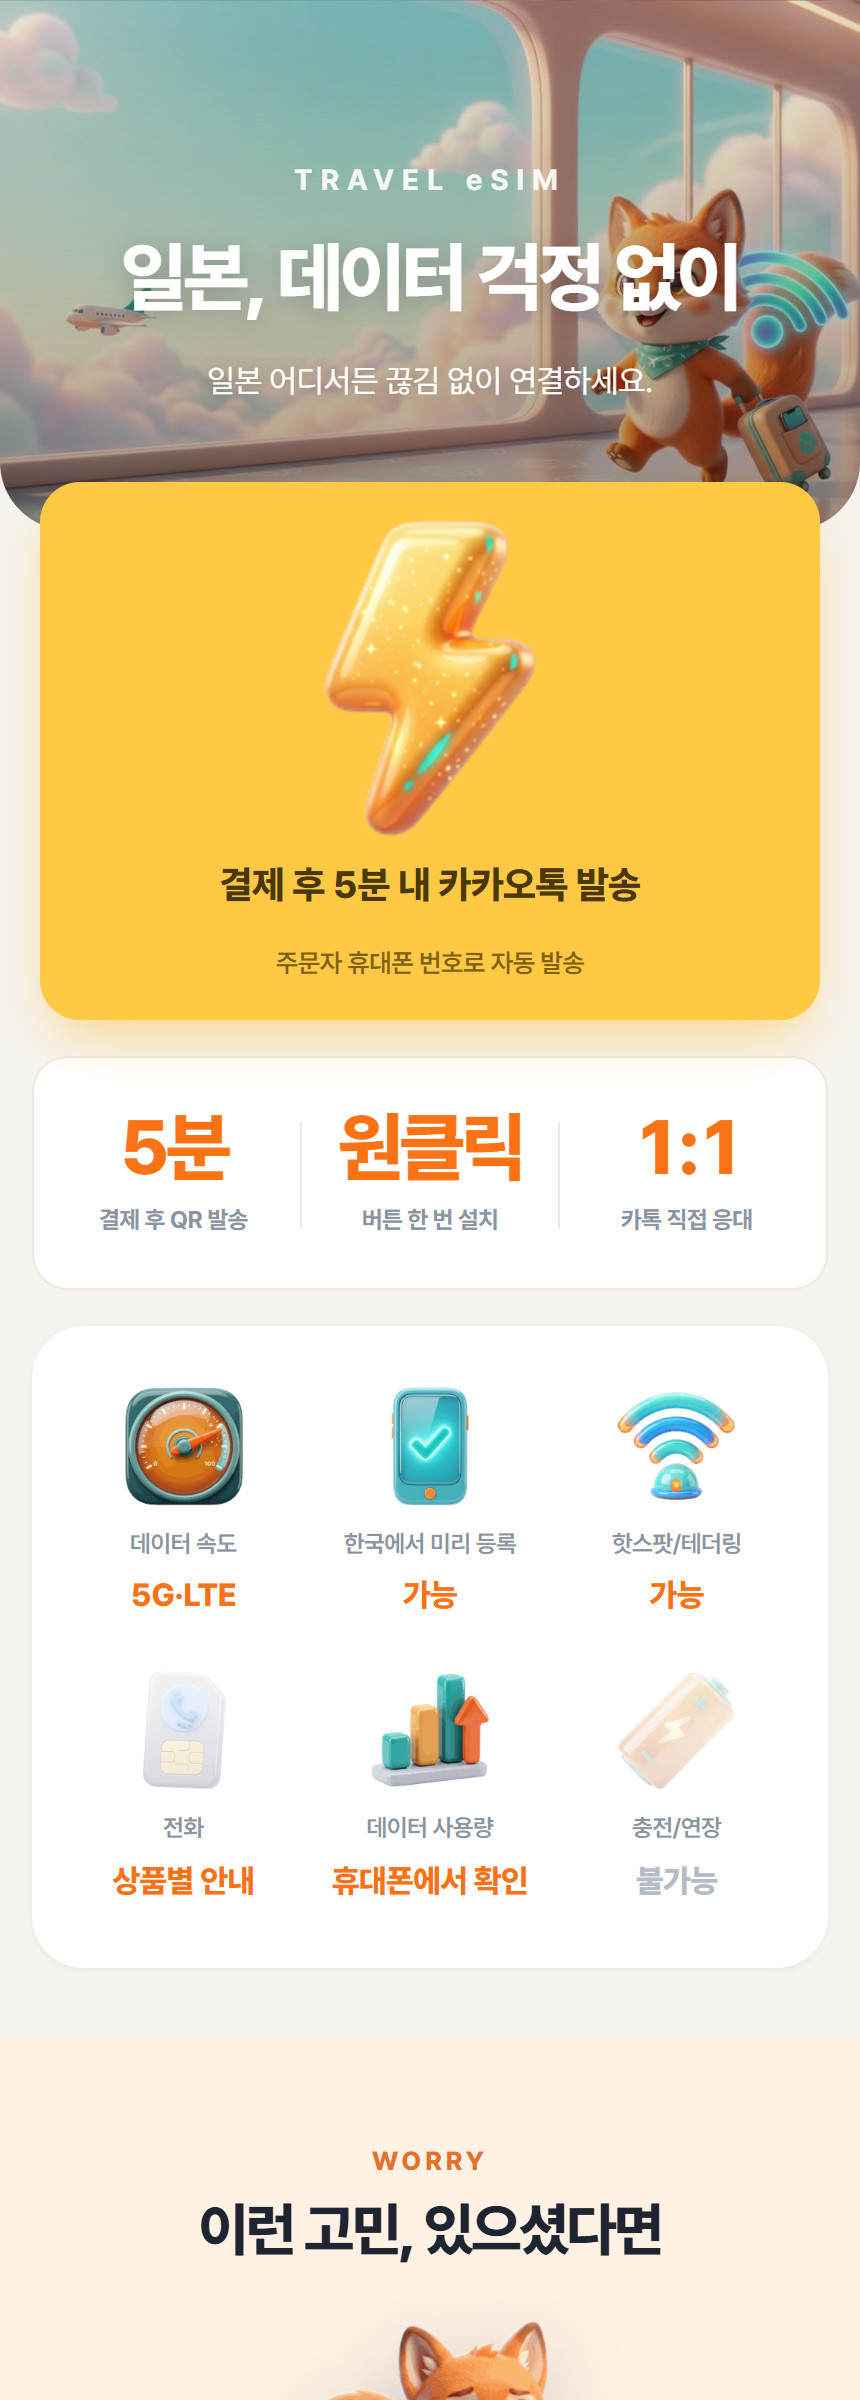 TRAVEL eSIM
일본, 데이터 걱정 없이
일본 어디서든 끊김 없이 연결하세요.
결제 후 5분 내 카카오톡 발송
주문자 휴대폰 번호로 자동 발송
5분
원클릭
1:1
결제 후 QR 발송
버튼 한 번 설치
카톡 직접 응대
0
100
데이터 속도
한국에서 미리 등록
핫스팟/테더링
5G·LTE
가능
가능
전화
데이터 사용량
충전/연장
상품별 안내
휴대폰에서 확인
불가능
WORRY
이런 고민, 있으셨다면